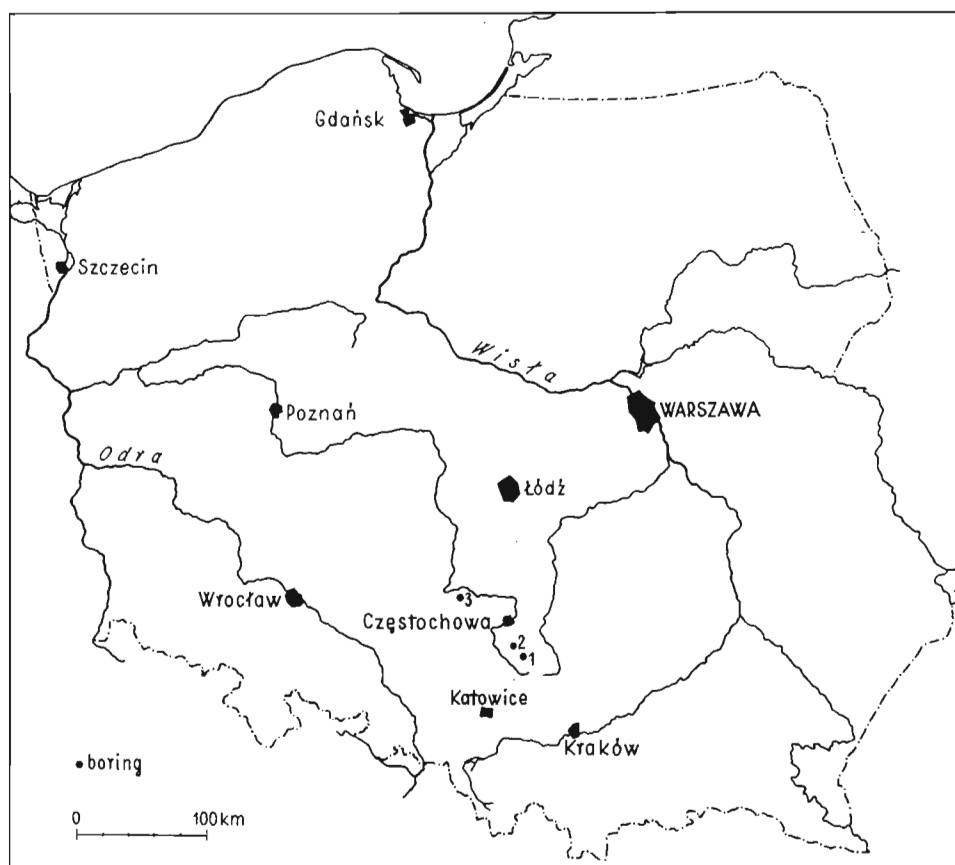 Gdańsk
Szczecin
Wisła
Poznań
WARSZAWA
Odra
Łódź
Wrocław
3
Częstochowa
2
1
Katowice
Kraków
boring
0 100km